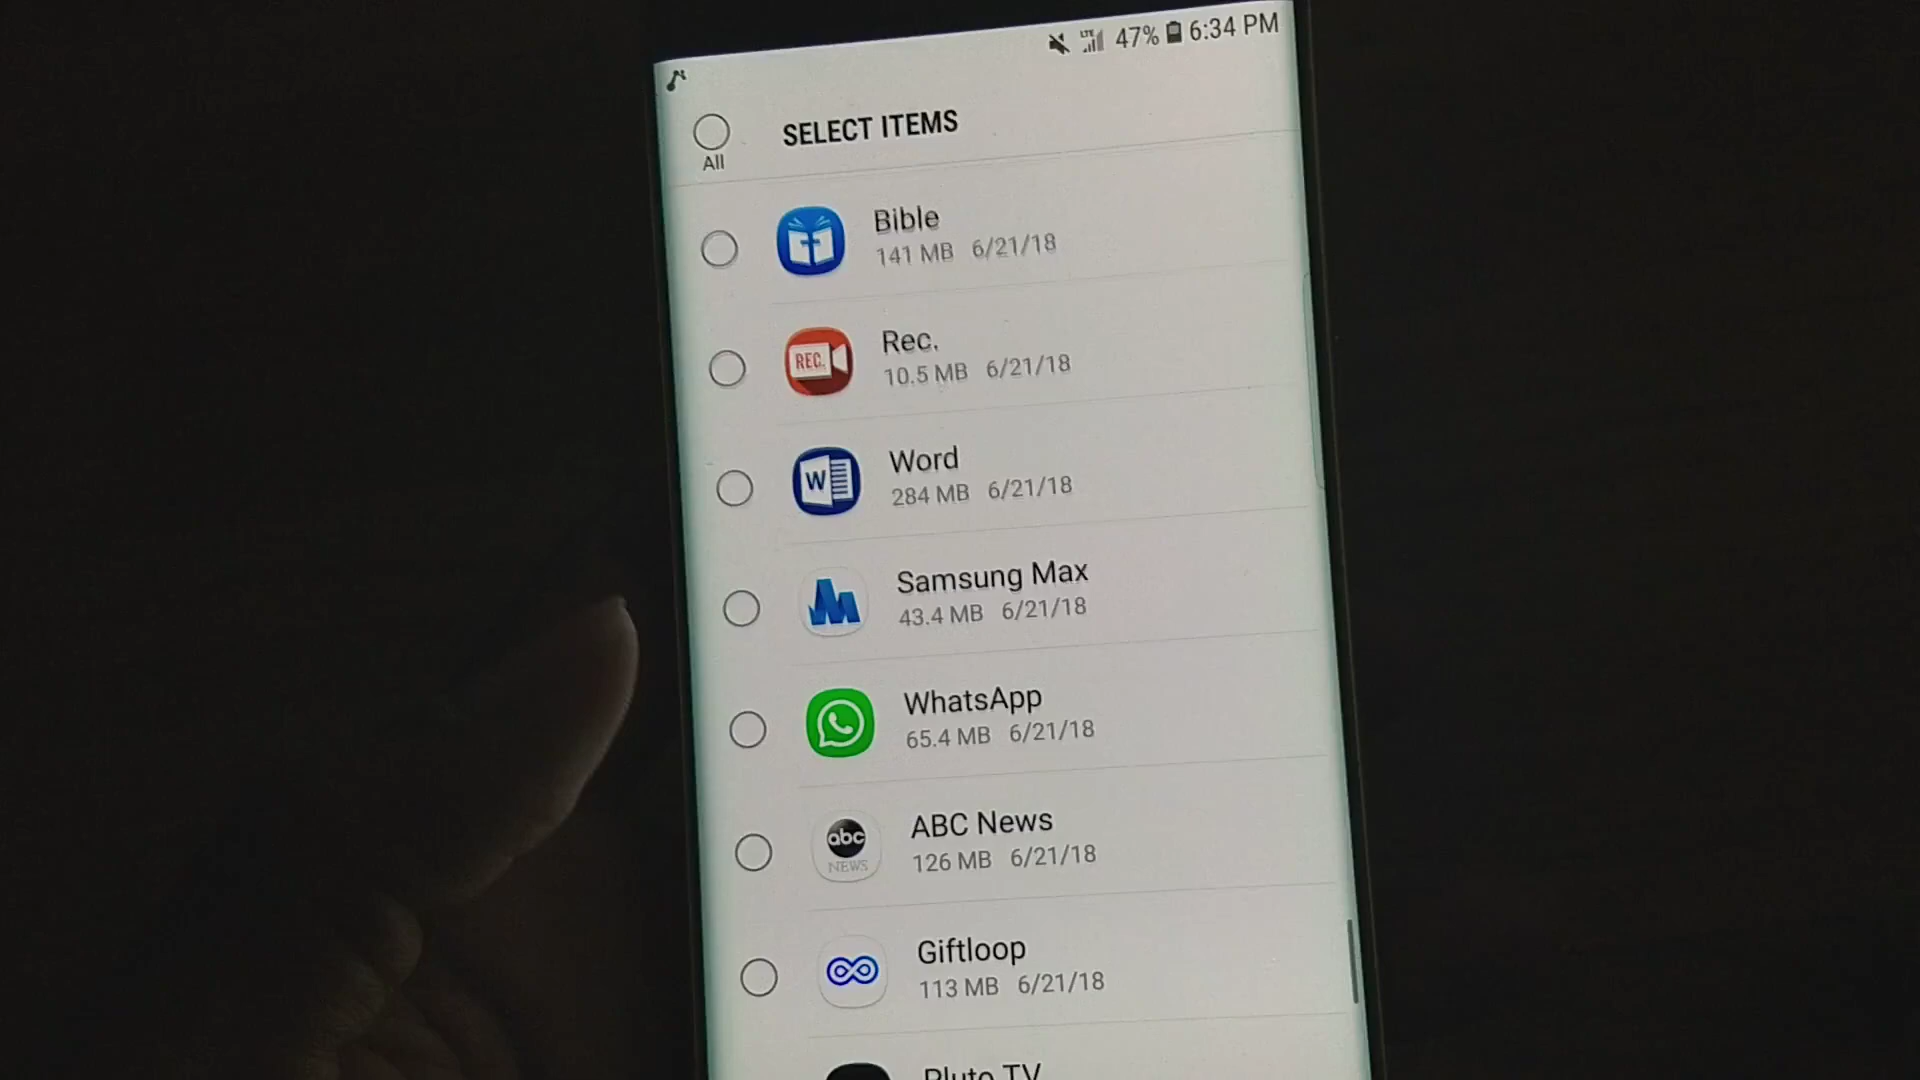 LTE 47% 6:34 PM
All
SELECT ITEMS
Bible
141 MB 6/21/18
REC.
Rec.
10.5 MB 6/21/18
W
Word
284 MB 6/21/18
Samsung Max
43.4 MB 6/21/18
WhatsApp
65.4 MB 6/21/18
abc
NEWS
ABC News
126 MB 6/21/18
Giftloop
113 MB 6/21/18
Pluto TV